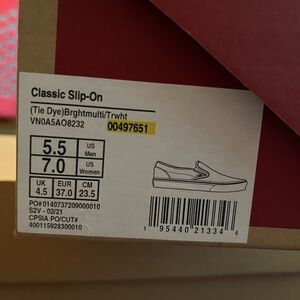 Classic Slip-On
(Tie Dye)Brghtmulti/Trwht
VN0A5AO8232 00497651
5.5 US Men
7.0 US Women
UK EUR CM
4.5 37.0 23.5
PO# 0140737209000010
S2V - 02/21
CPSIA PO/CUT#
400115928300010
1 95440 21334 6